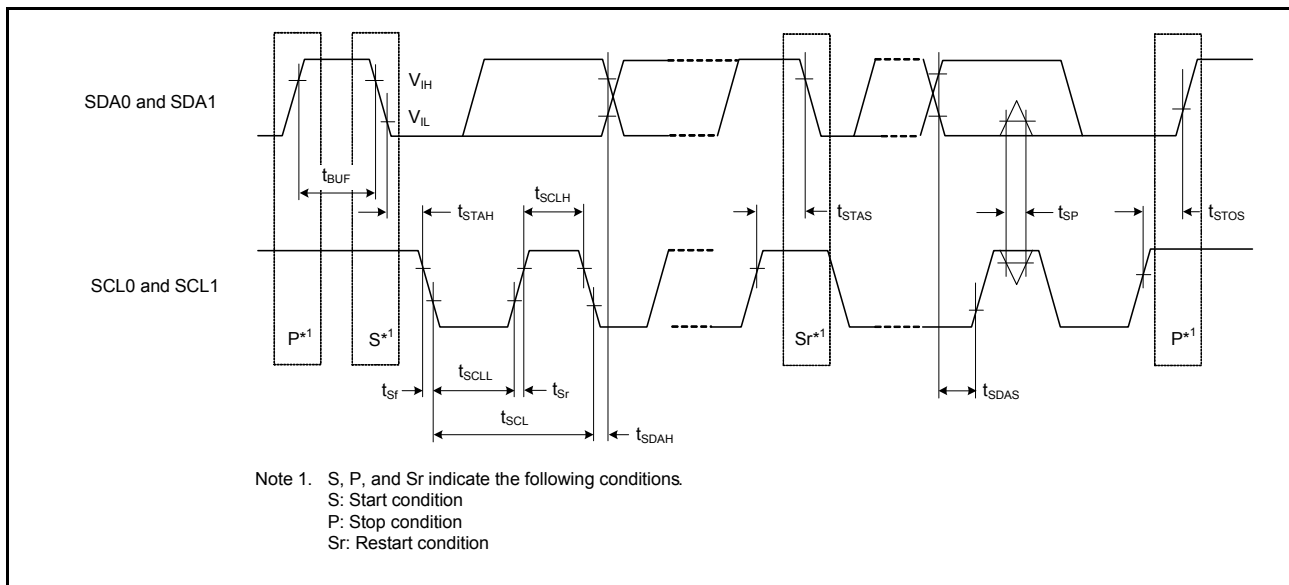 SDA0 and SDA1
VIH
VIL
tBUF
tSTAH
tSCLH
tSTAS
tSP
tSTOS
SCL0 and SCL1
P*1
S*1
Sr*1
P*1
tSf
tSCLL
tSr
tSCL
tSDAH
tSDAS
Note 1. S, P, and Sr indicate the following conditions.
S: Start condition
P: Stop condition
Sr: Restart condition